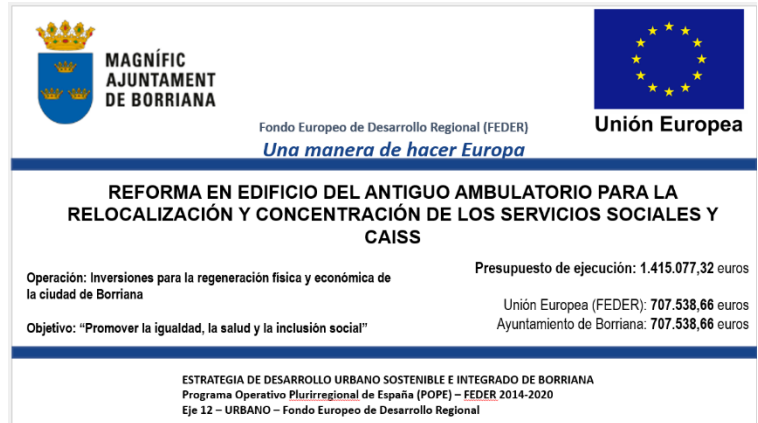 MAGNÍFIC
AJUNTAMENT
DE BORRIANA
Fondo Europeo de Desarrollo Regional (FEDER)
Una manera de hacer Europa
Unión Europea
REFORMA EN EDIFICIO DEL ANTIGUO AMBULATORIO PARA LA
RELOCALIZACIÓN Y CONCENTRACIÓN DE LOS SERVICIOS SOCIALES Y
CAISS
Operación: Inversiones para la regeneración física y económica de
la ciudad de Borriana
Objetivo: “Promover la igualdad, la salud y la inclusión social”
Presupuesto de ejecución: 1.415.077,32 euros
Unión Europea (FEDER): 707.538,66 euros
Ayuntamiento de Borriana: 707.538,66 euros
ESTRATEGIA DE DESARROLLO URBANO SOSTENIBLE E INTEGRADO DE BORRIANA
Programa Operativo Plurirregional de España (POPE) – FEDER 2014-2020
Eje 12 – URBANO – Fondo Europeo de Desarrollo Regional